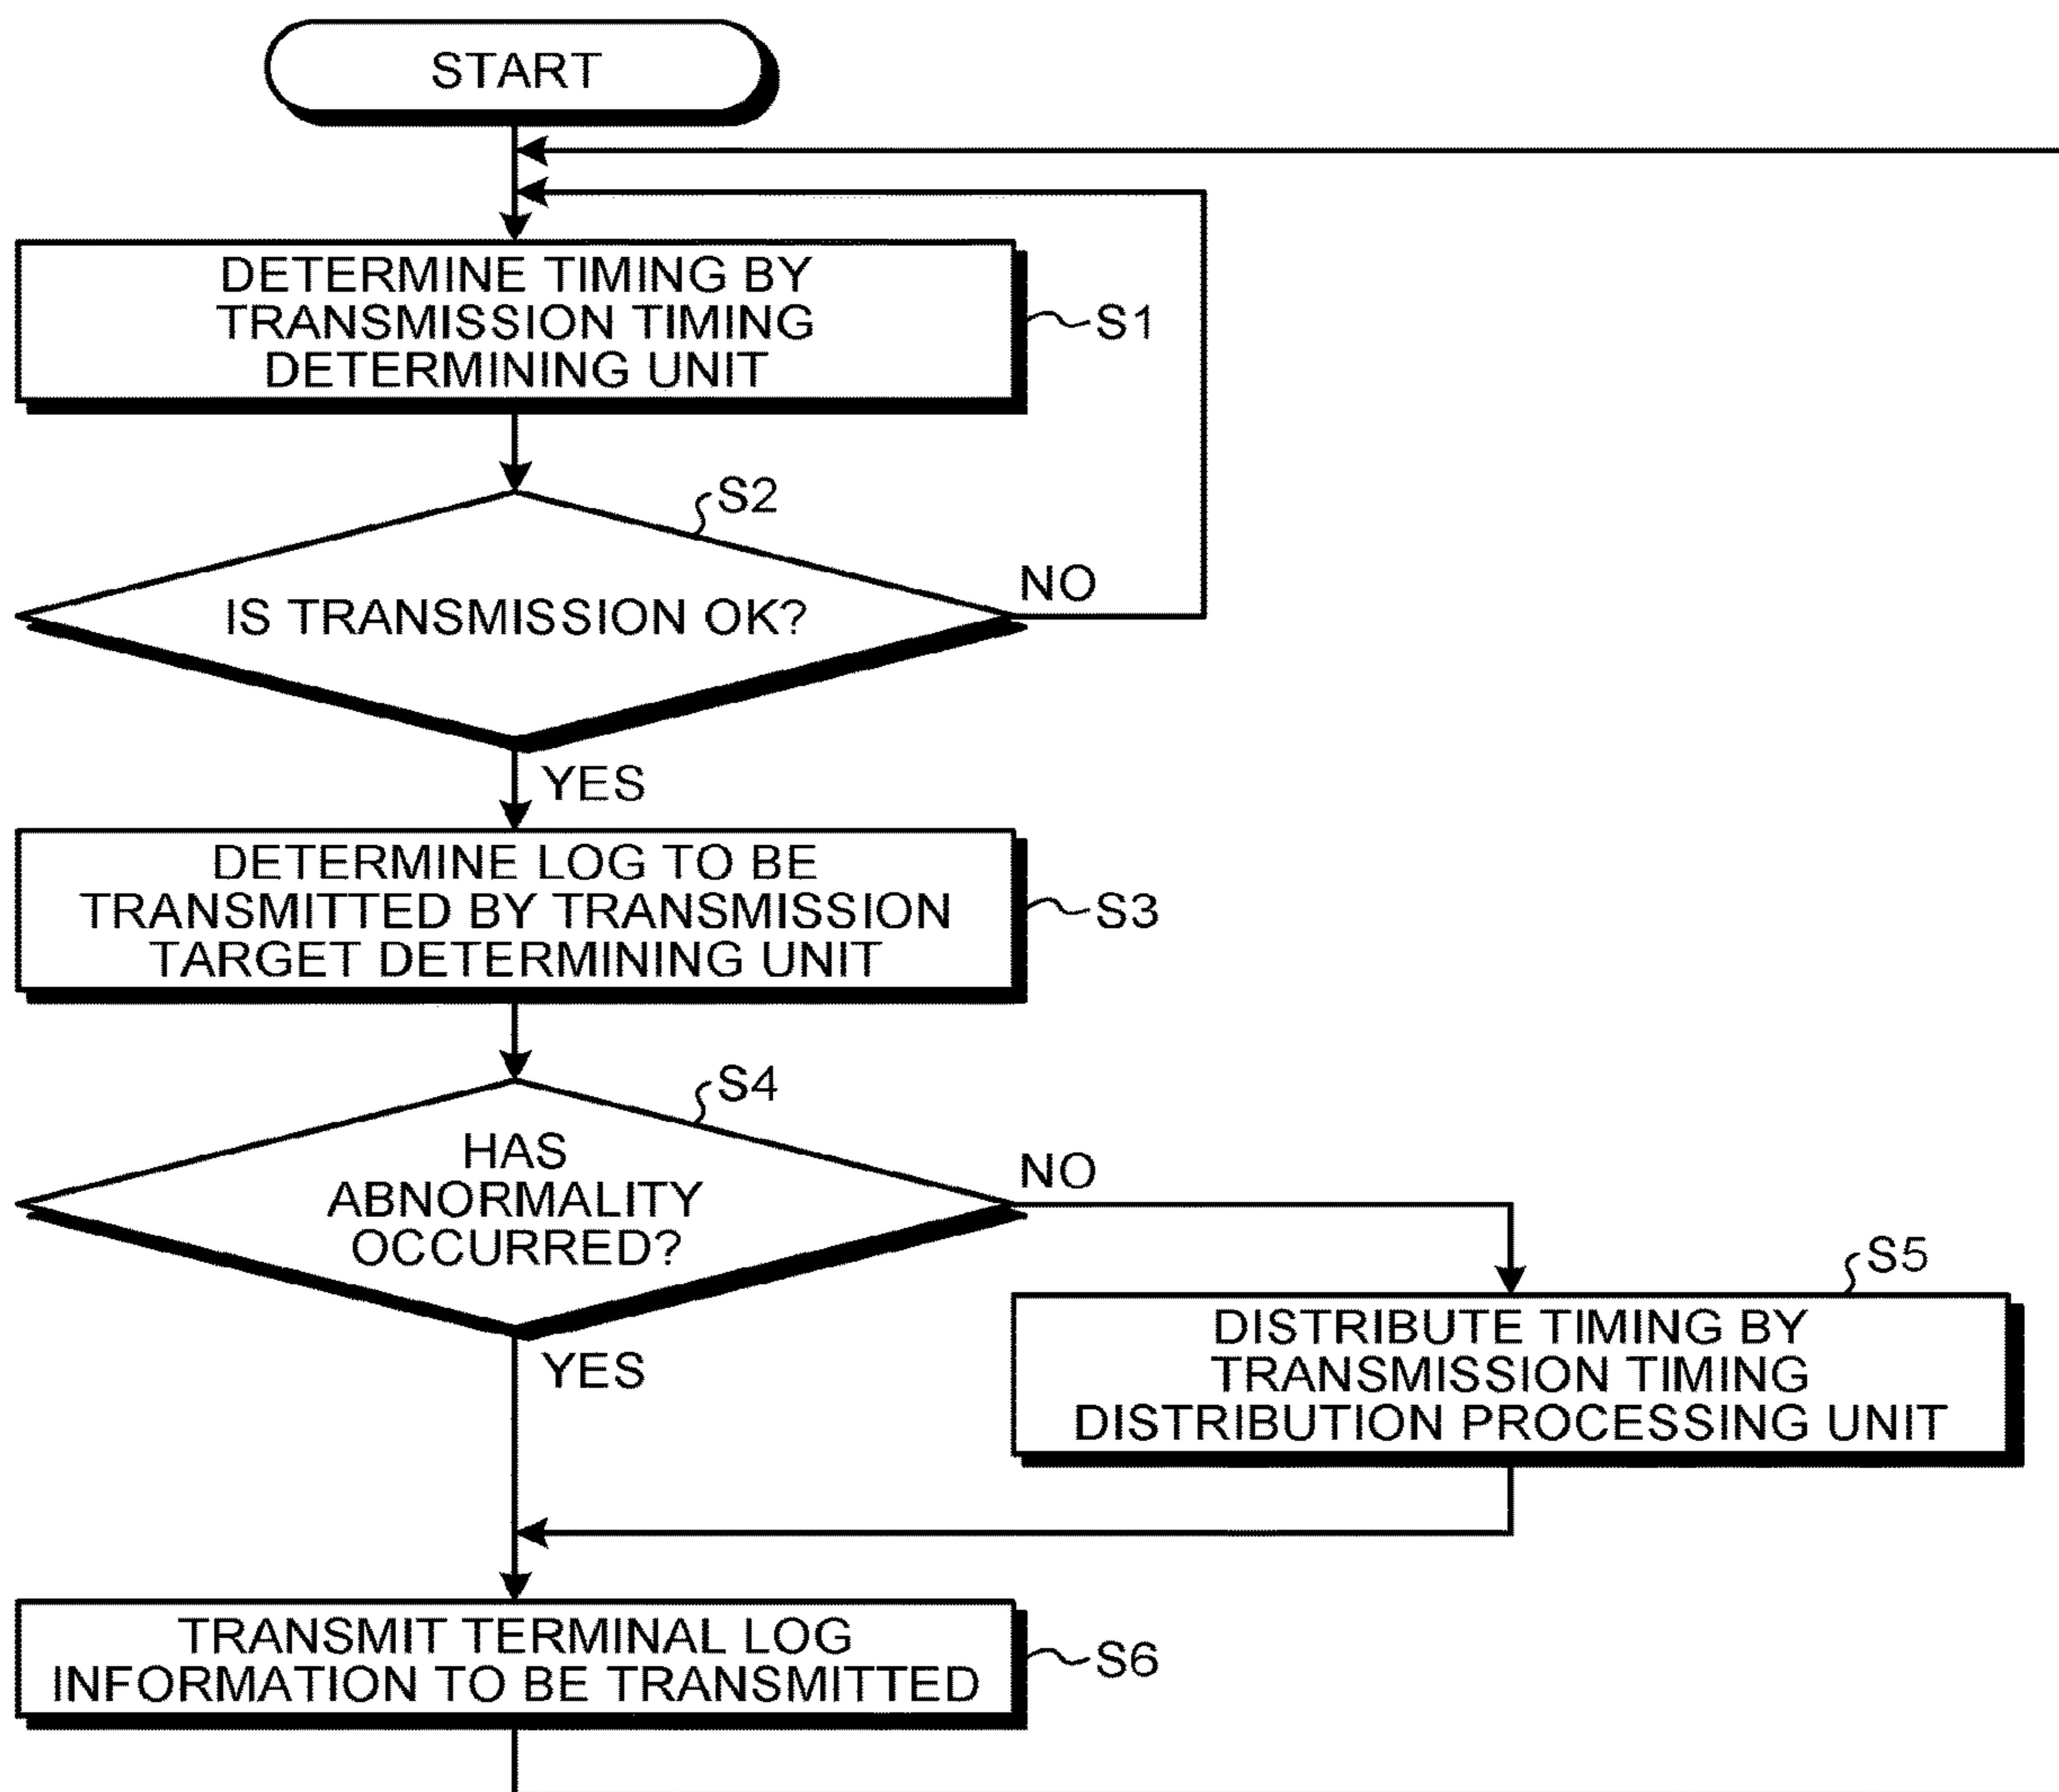 START
DETERMINE TIMING BY
TRANSMISSION TIMING
DETERMINING UNIT
S1
S2
IS TRANSMISSION OK?
NO
YES
DETERMINE LOG TO BE
TRANSMITTED BY TRANSMISSION
TARGET DETERMINING UNIT
S3
S4
HAS
ABNORMALITY
OCCURRED?
NO
YES
S5
DISTRIBUTE TIMING BY
TRANSMISSION TIMING
DISTRIBUTION PROCESSING UNIT
TRANSMIT TERMINAL LOG
INFORMATION TO BE TRANSMITTED
S6